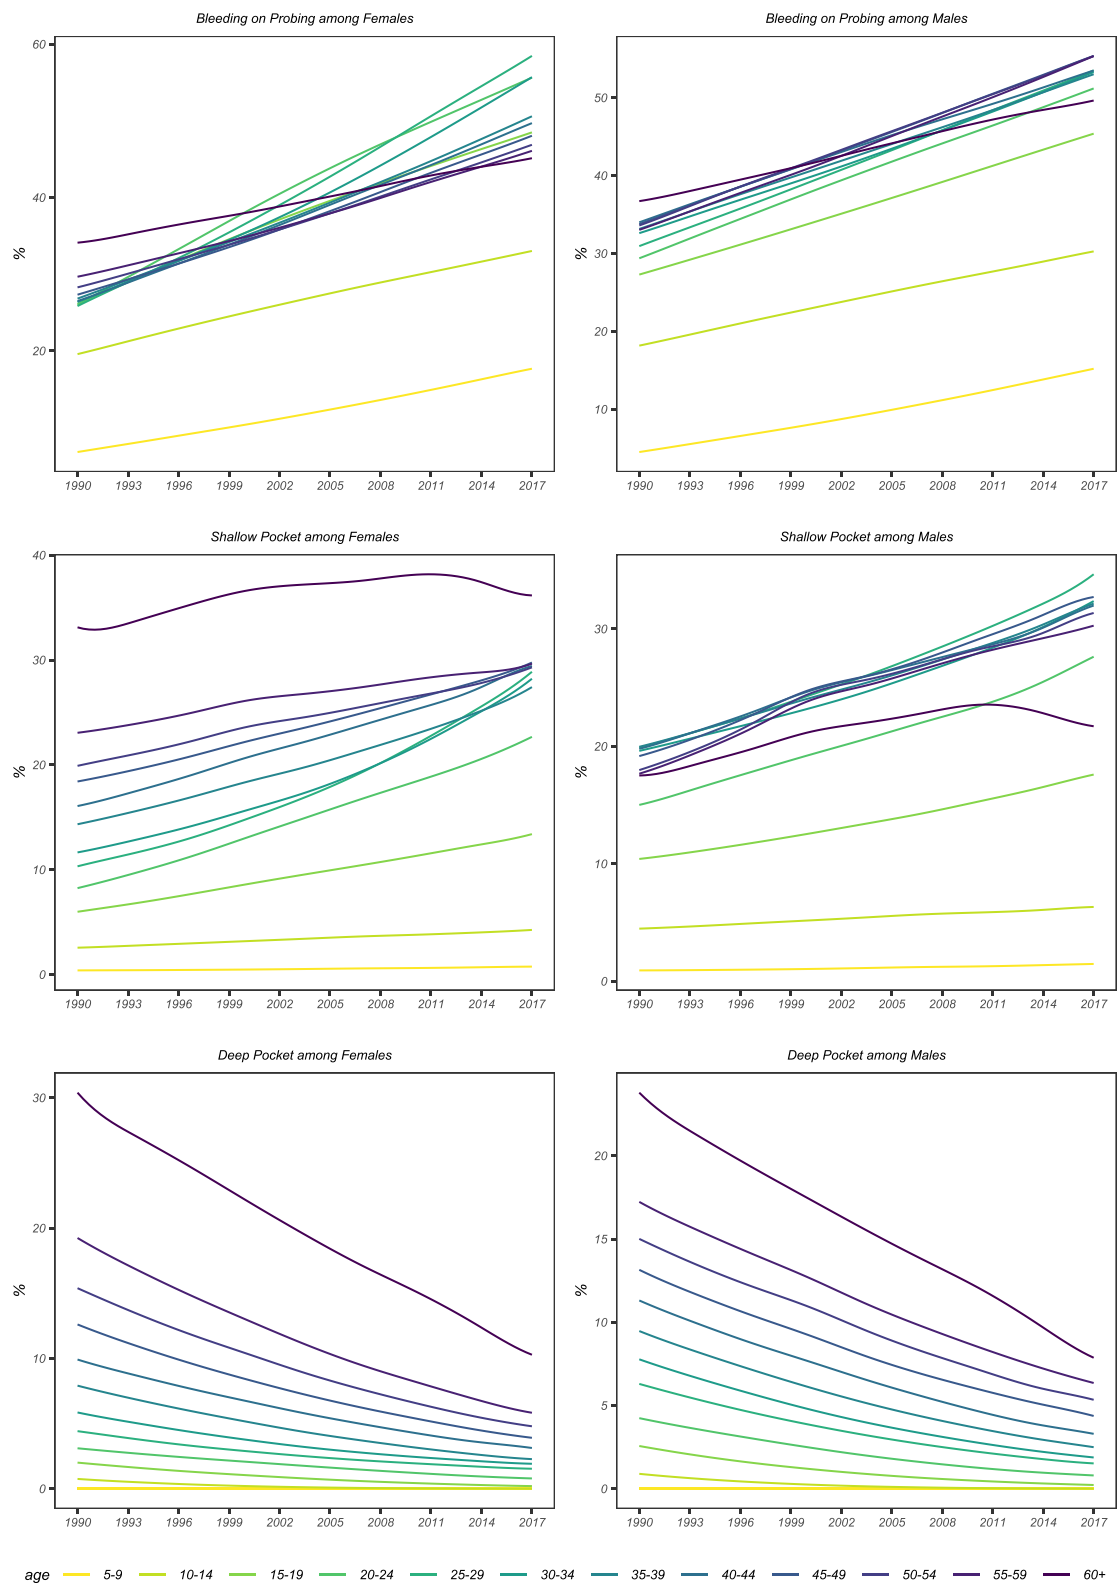 Bleeding on Probing among Females
Bleeding on Probing among Males
60
40
20
%
50
40
30
20
10
%
1990 1993 1996 1999 2002 2005 2008 2011 2014 2017
1990 1993 1996 1999 2002 2005 2008 2011 2014 2017
Shallow Pocket among Females
Shallow Pocket among Males
40
30
20
10
0
%
30
20
10
0
%
1990 1993 1996 1999 2002 2005 2008 2011 2014 2017
1990 1993 1996 1999 2002 2005 2008 2011 2014 2017
Deep Pocket among Females
Deep Pocket among Males
30
20
10
0
%
20
15
10
5
0
%
1990 1993 1996 1999 2002 2005 2008 2011 2014 2017
1990 1993 1996 1999 2002 2005 2008 2011 2014 2017
age 5-9 10-14 15-19 20-24 25-29 30-34 35-39 40-44 45-49 50-54 55-59 60+